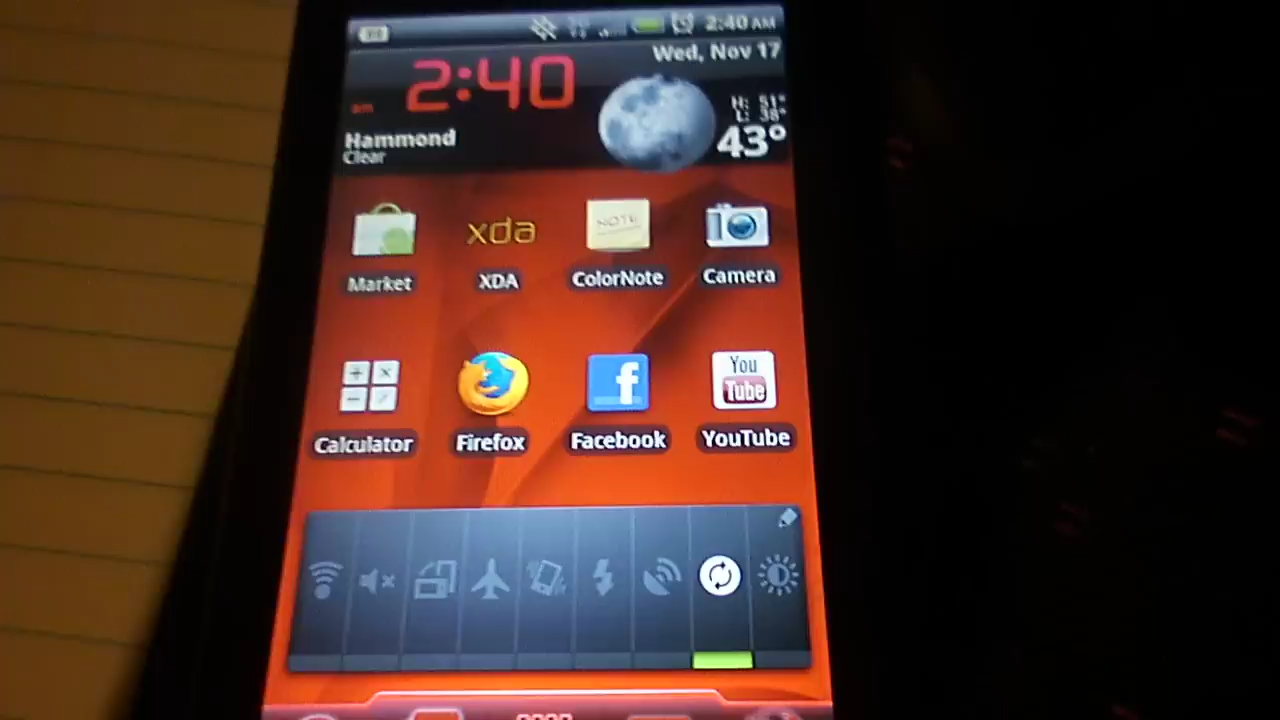 2:40 AM
Wed, Nov 17
am 2:40
H: 51°
L: 38°
43°
Hammond
Clear
xda
NOTE
Market XDA ColorNote Camera
You
Tube
Calculator Firefox Facebook YouTube